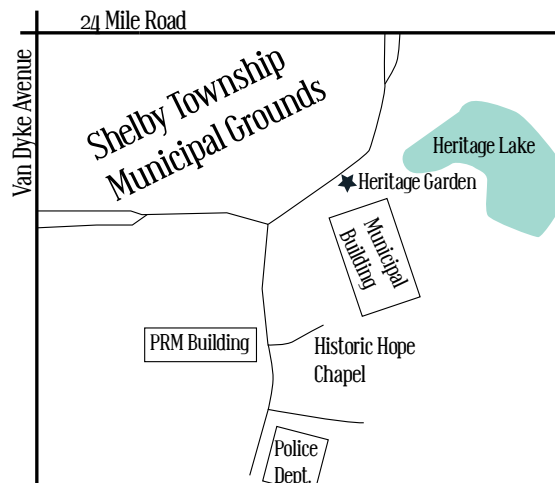 24 Mile Road
Van Dyke Avenue
Shelby Township
Municipal Grounds
Heritage Lake
Heritage Garden
Municipal
Building
PRM Building
Historic Hope
Chapel
Police
Dept.